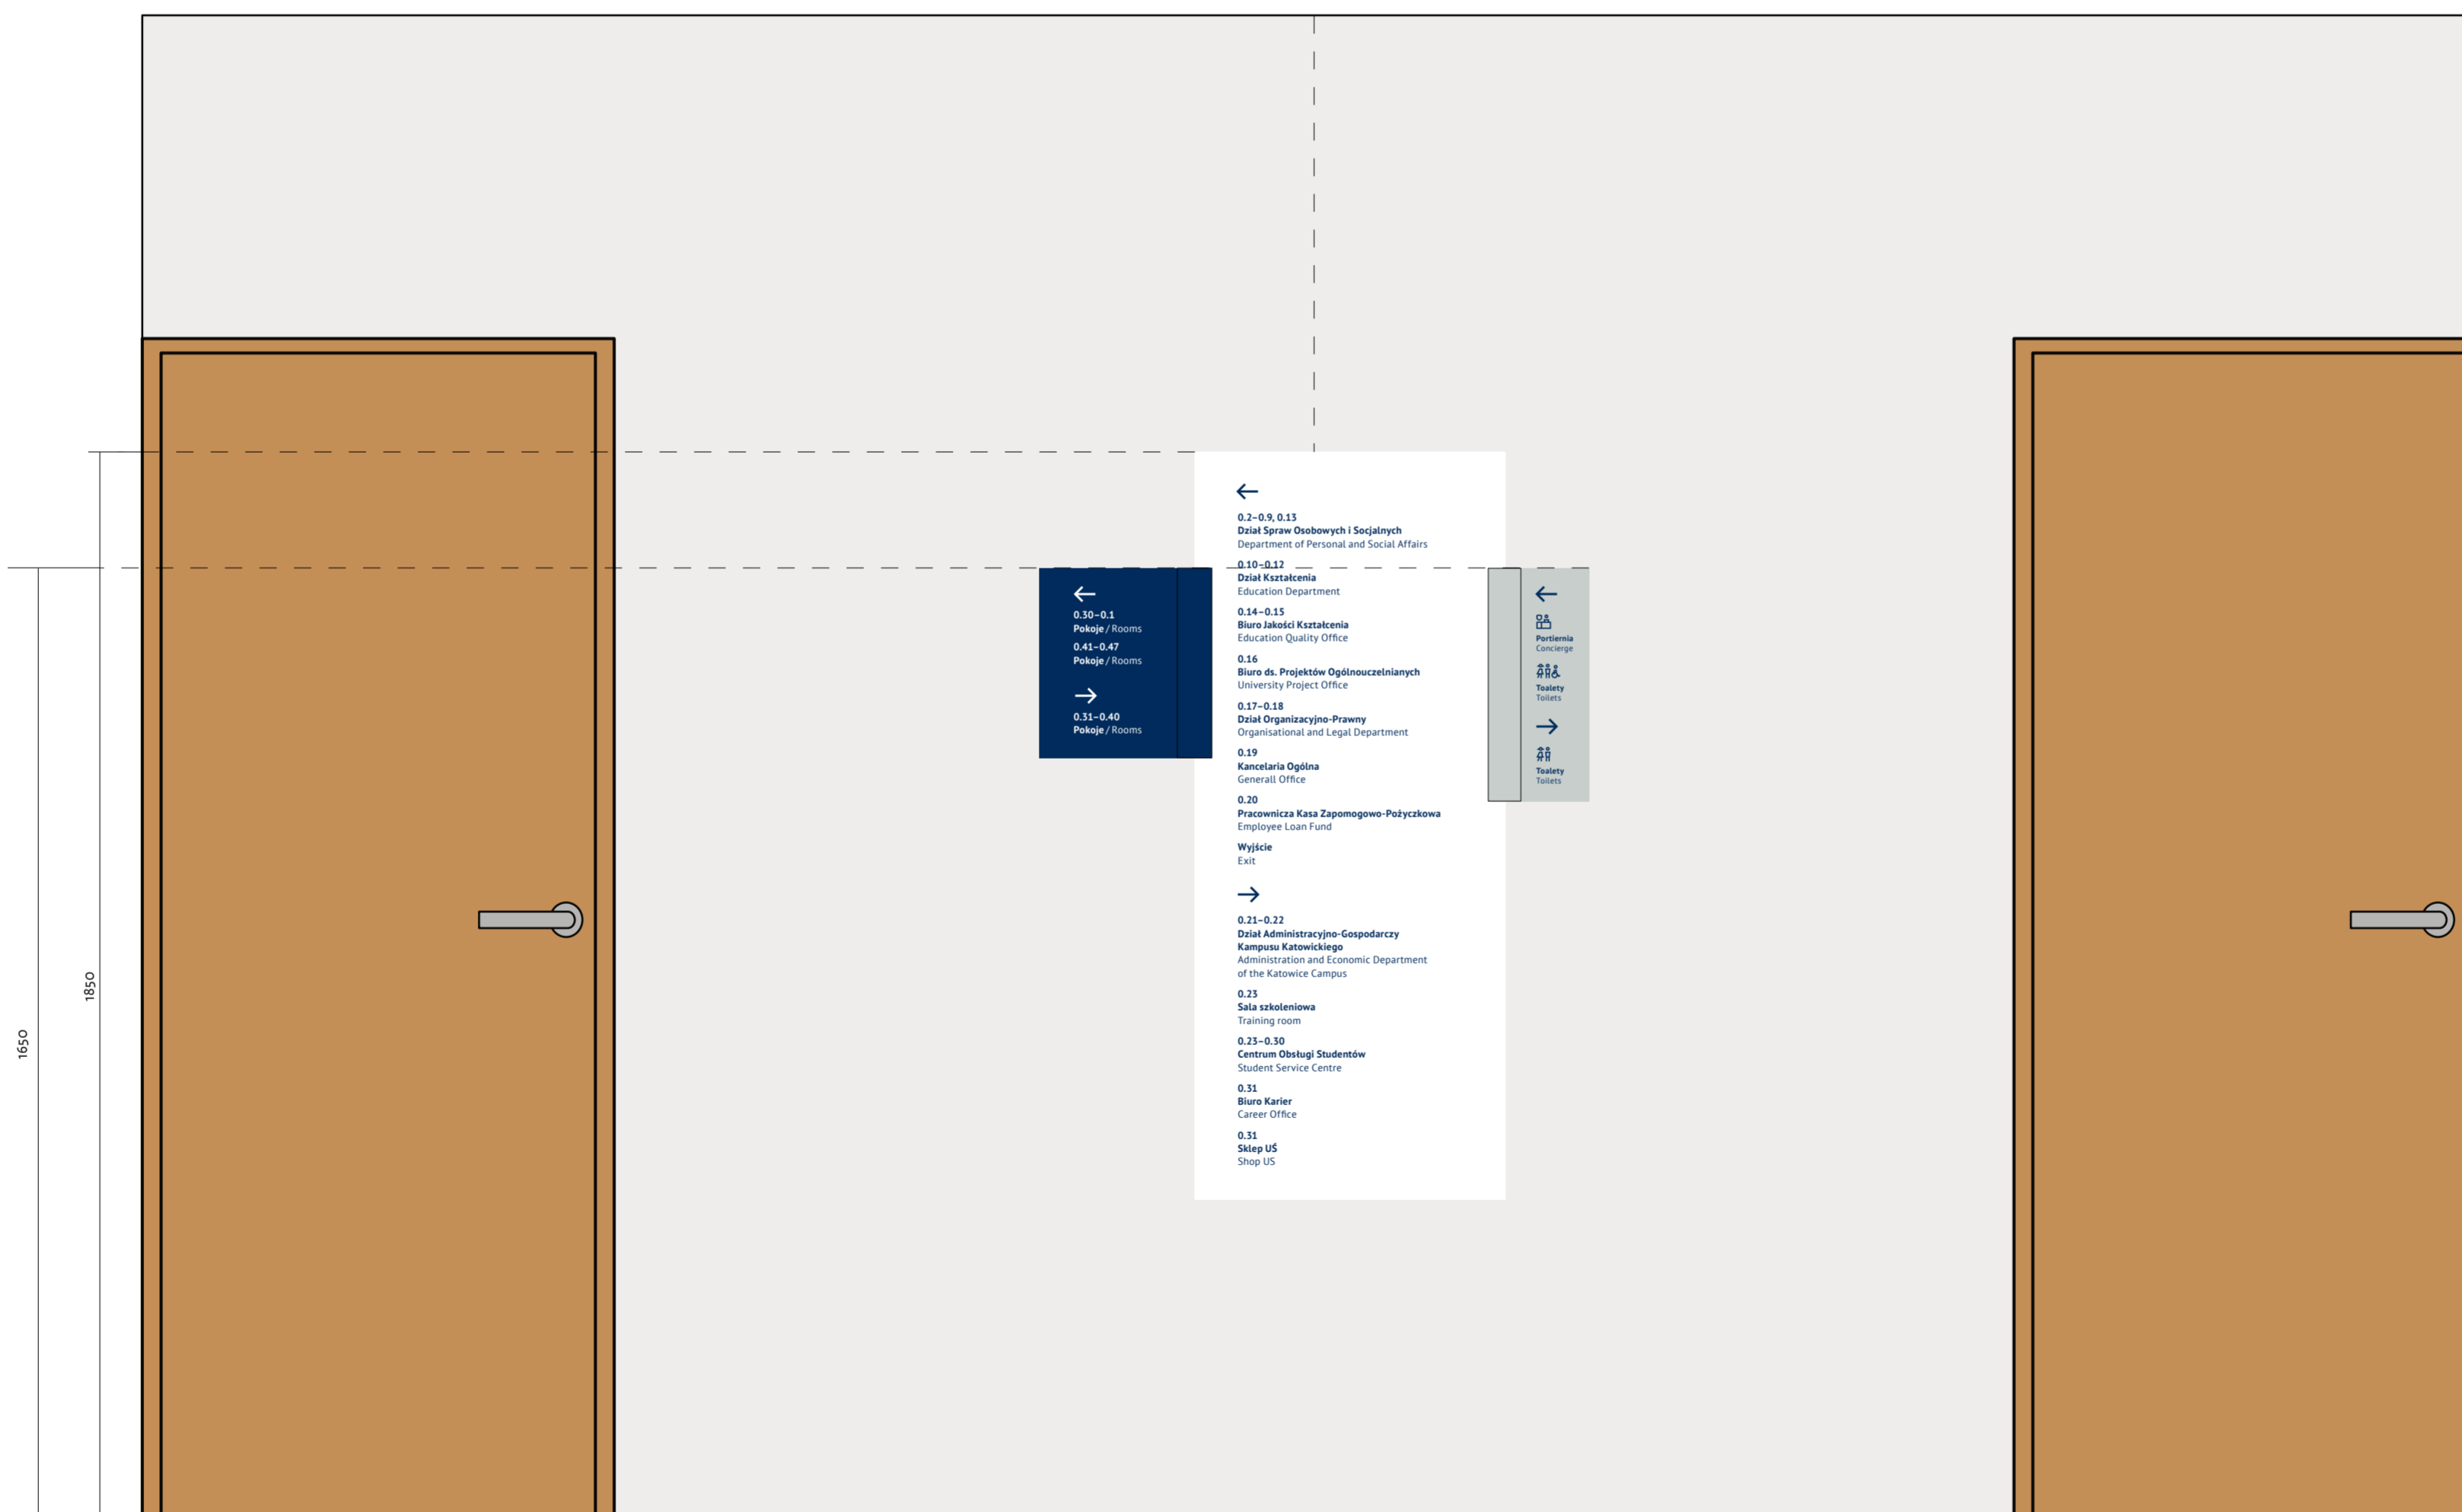 1850
1650
←
0.30–0.1
Pokoje / Rooms
0.41–0.47
Pokoje / Rooms
→
0.31–0.40
Pokoje / Rooms
←
0.2–0.9, 0.13
Dział Spraw Osobowych i Socjalnych
Department of Personal and Social Affairs
0.10–0.12
Dział Kształcenia
Education Department
0.14–0.15
Biuro Jakości Kształcenia
Education Quality Office
0.16
Biuro ds. Projektów Ogólnouczelnianych
University Project Office
0.17–0.18
Dział Organizacyjno-Prawny
Organisational and Legal Department
0.19
Kancelaria Ogólna
Generall Office
0.20
Pracownicza Kasa Zapomogowo-Pożyczkowa
Employee Loan Fund
Wyjście
Exit
→
0.21–0.22
Dział Administracyjno-Gospodarczy
Kampusu Katowickiego
Administration and Economic Department
of the Katowice Campus
0.23
Sala szkoleniowa
Training room
0.23–0.30
Centrum Obsługi Studentów
Student Service Centre
0.31
Biuro Karier
Career Office
0.31
Sklep UŚ
Shop US
←
Portiernia
Concierge
Toalety
Toilets
→
Toalety
Toilets